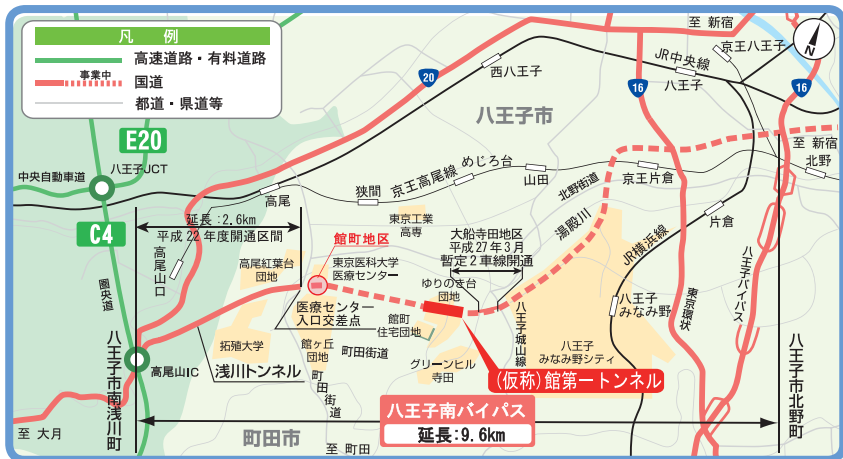 凡 例
高速道路・有料道路
事業中
国道
都道・県道等
至 新宿
N
京王八王子
JR中央線
八王子
西八王子
20
16
16
八王子市
E20
八王子JCT
中央自動車道
C4
圏央道
高尾
狭間
京王高尾線
めじろ台
山田
北野街道
京王片倉
至 新宿
北野
片倉
湯殿川
JR横浜線
延長:2.6km
平成22年度開通区間
高尾山口
館町地区
東京工業
高専
大船寺田地区
平成27年3月
暫定2車線開通
高尾紅葉台
団地
東京医科大学
医療センター
ゆりのき台
団地
医療センター
入口交差点
館町
住宅団地
八王子城山線
八王子
みなみ野
東京環状
八王子バイパス
拓殖大学
館ヶ丘
団地
町田街道
町田街道
グリーンヒル
寺田
八王子
みなみ野シティ
高尾山IC
浅川トンネル
(仮称)館第一トンネル
八王子市南浅川町
八王子市北野町
八王子南バイパス
延長:9.6km
至 大月
町田市
至 町田